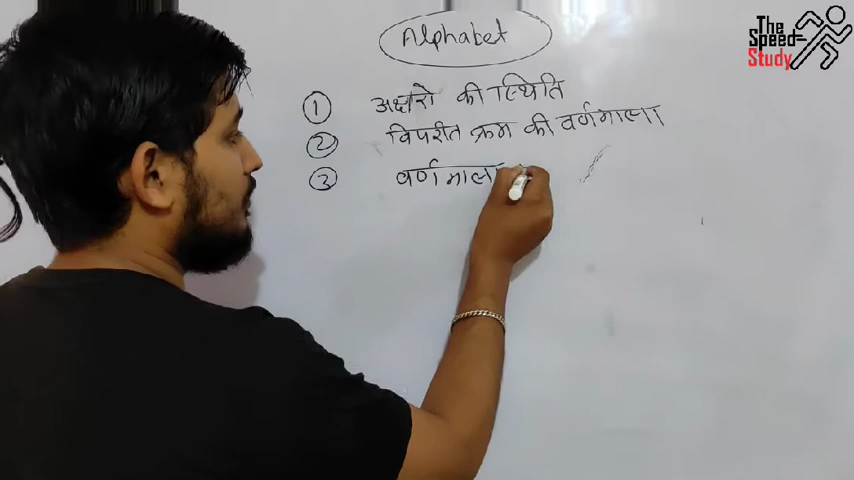 Alphabet
The Speed Study
① अक्षरो की स्थिति
② विपरीत क्रम की वर्णमाला
③ वर्णमाल